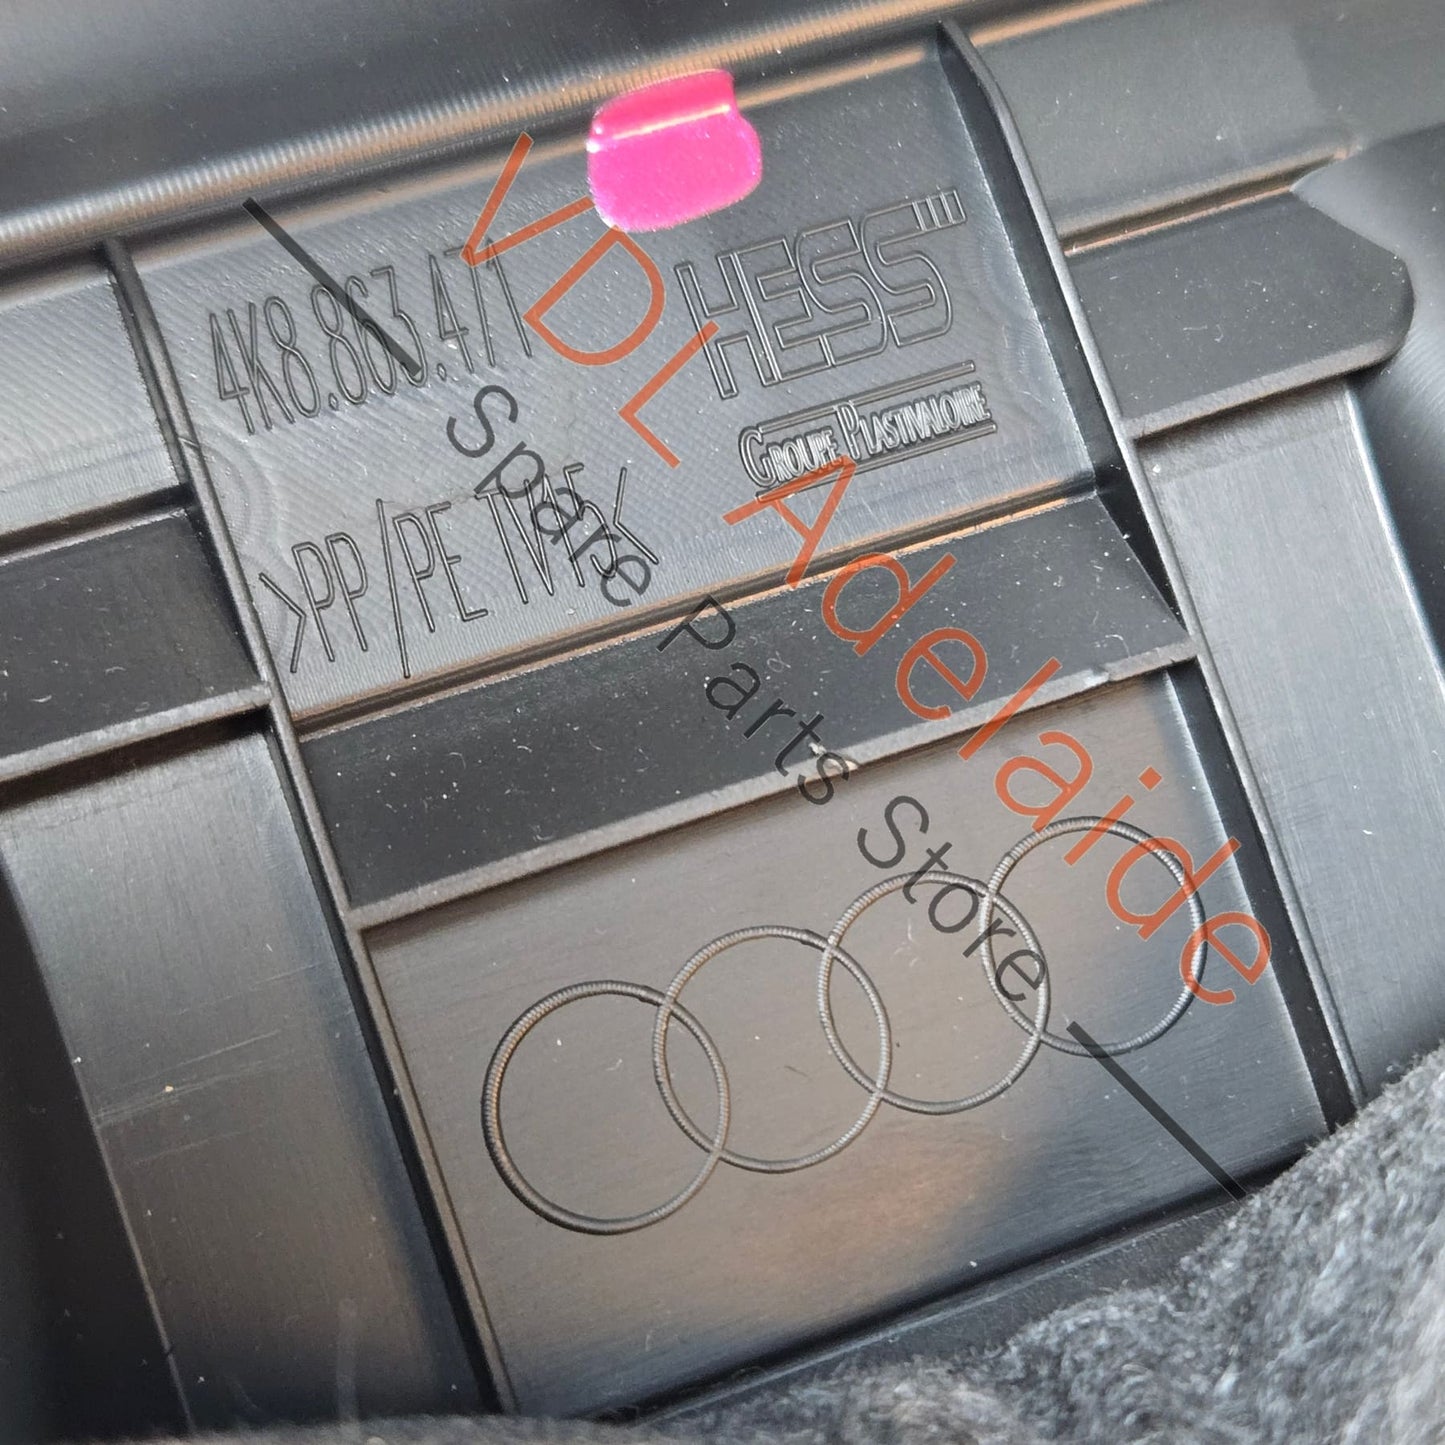 4K8.863.471
HESS
GROUPE PLASTIVALOIRE
>PP/PE TV15<
VDL Adelaide
Spare Parts Store